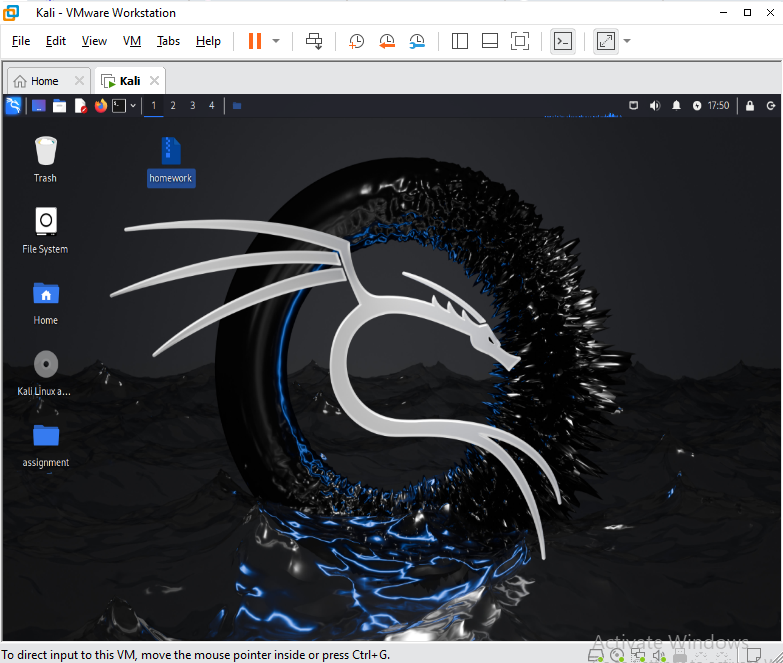 Kali - VMware Workstation
File Edit View VM Tabs Help
Home Kali
1 2 3 4 17:50
Trash
homework
File System
Home
Kali Linux a...
assignment
Activate Windows
To direct input to this VM, move the mouse pointer inside or press Ctrl+G.